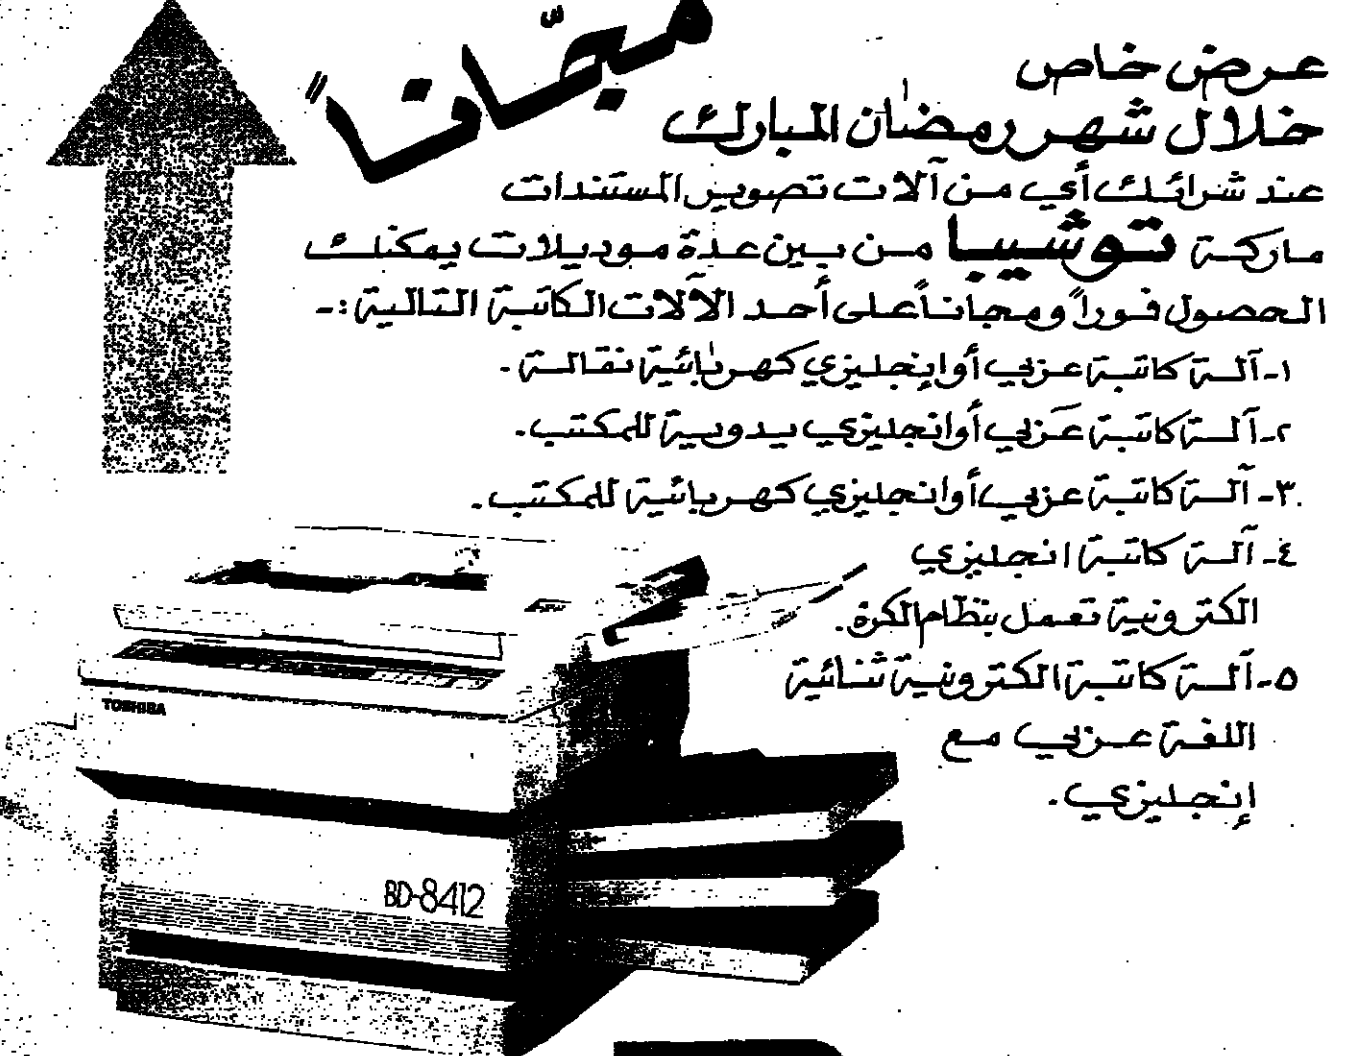 مجّاناً
عرض خاص
خلال شهر رمضان المبارك
عند شرائك أي من آلات تصوير المستندات
ماركة توشيبا من بين عدة موديلات يمكنك
الحصول فوراً ومجاناً على أحد الآلات الكاتبة التالية :-
١- آلة كاتبة عربي أو إنجليزي كهربائية نقالة .
٢- آلة كاتبة عربي أو انجليزي يدوية للمكتب .
٣- آلة كاتبة عربي أو انجليزي كهربائية للمكتب .
٤- آلة كاتبة انجليزي
الكترونية تعمل بنظام الكرة .
٥- آلة كاتبة الكترونية ثنائية
اللغة عربي مع
إنجليزي .
TOSHIBA
BD-8412